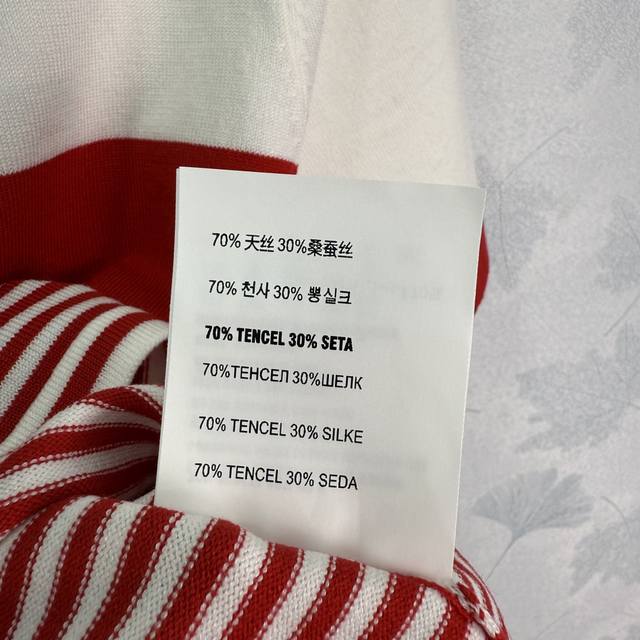 70% 天丝 30%桑蚕丝
70% 천사 30% 뽕실크
70% TENCEL 30% SETA
70%ТЕНСЕЛ 30%ШЕЛК
70% TENCEL 30% SILKE
70% TENCEL 30% SEDA